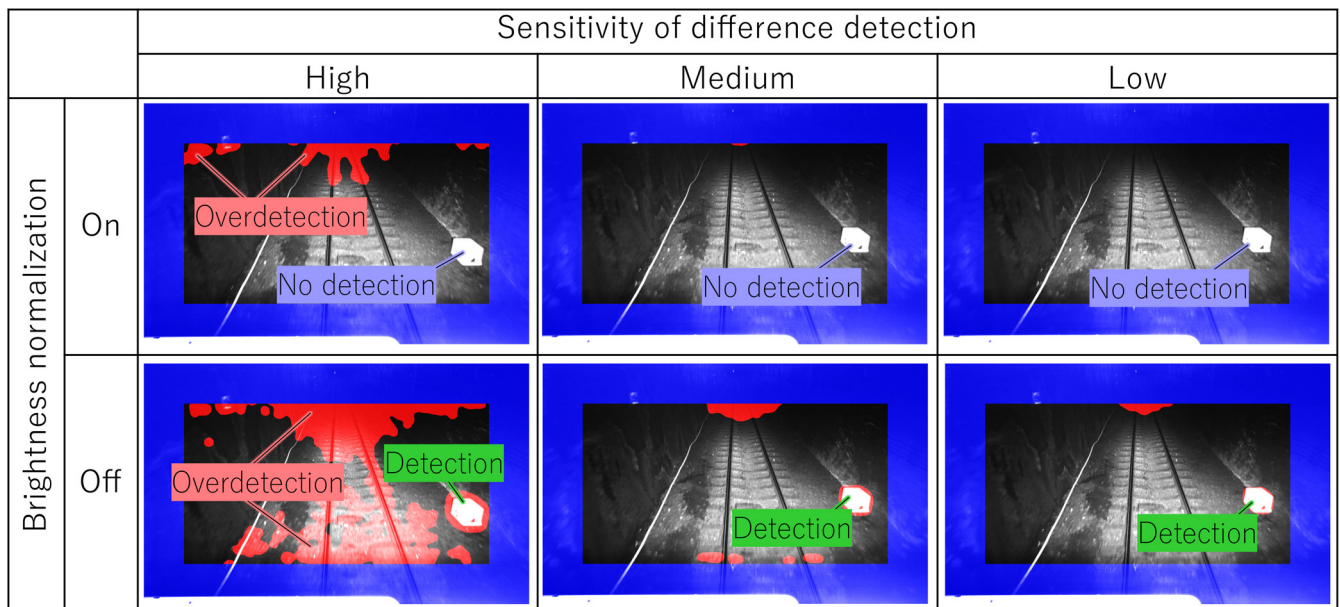 Sensitivity of difference detection
High
Medium
Low
Brightness normalization
On
Overdetection
No detection
No detection
No detection
Off
Detection
Overdetection
Detection
Detection